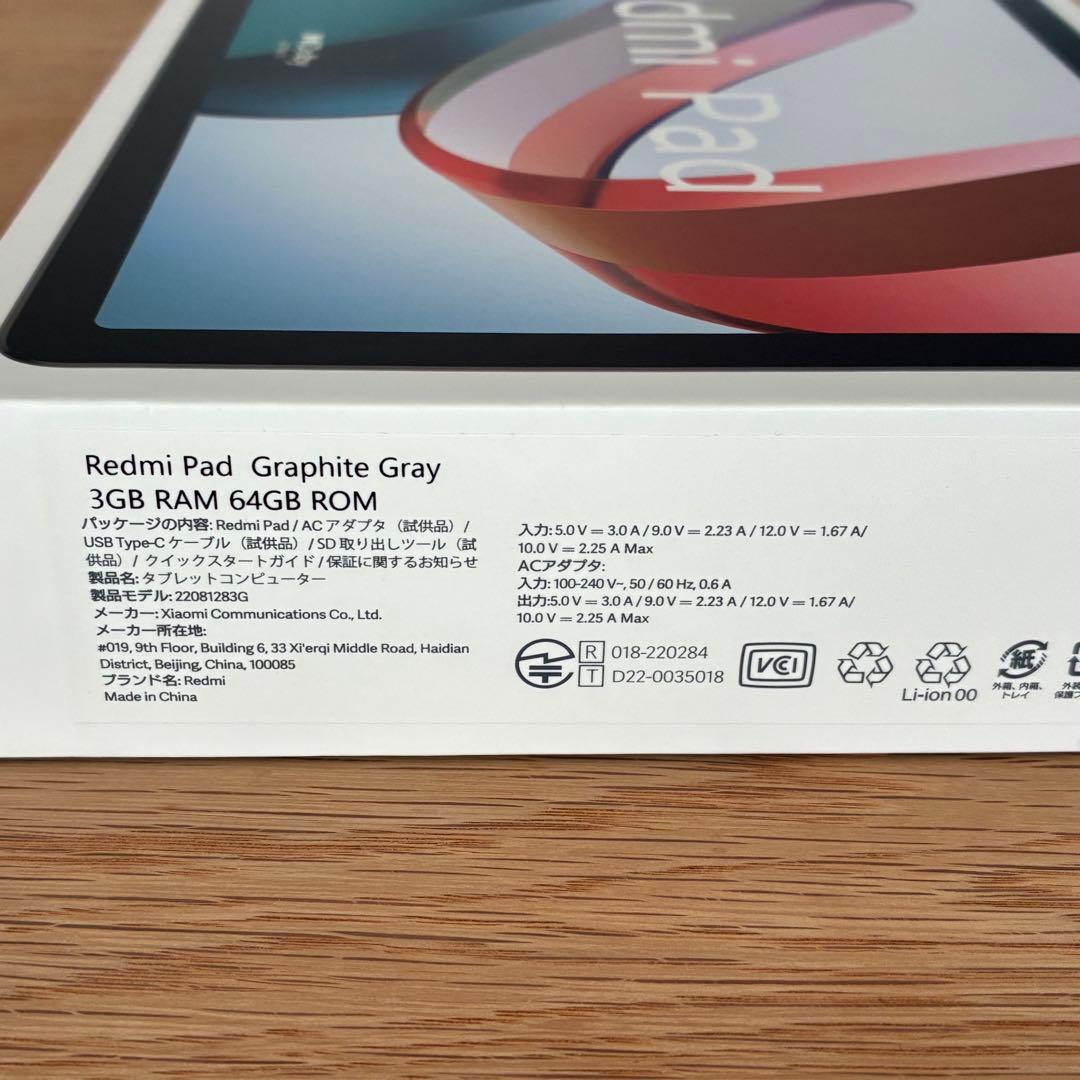 Redmi Pad
Redmi Pad Graphite Gray
3GB RAM 64GB ROM
パッケージの内容: Redmi Pad / AC アダプタ（試供品）/
USB Type-C ケーブル（試供品）/ SD 取り出しツール（試
供品）/ クイックスタートガイド / 保証に関するお知らせ
製品名: タブレットコンピューター
製品モデル: 22081283G
メーカー: Xiaomi Communications Co., Ltd.
メーカー所在地:
#019, 9th Floor, Building 6, 33 Xi'erqi Middle Road, Haidian
District, Beijing, China, 100085
ブランド名: Redmi
Made in China
入力: 5.0 V = 3.0 A / 9.0 V = 2.23 A / 12.0 V = 1.67 A/
10.0 V = 2.25 A Max
ACアダプタ:
入力: 100-240 V~, 50 / 60 Hz, 0.6 A
出力:5.0 V = 3.0 A / 9.0 V = 2.23 A / 12.0 V = 1.67 A/
10.0 V = 2.25 A Max
R 018-220284
T D22-0035018
VCCI
Li-ion 00
紙
外箱、内箱、
トレイ
外装
保護フ